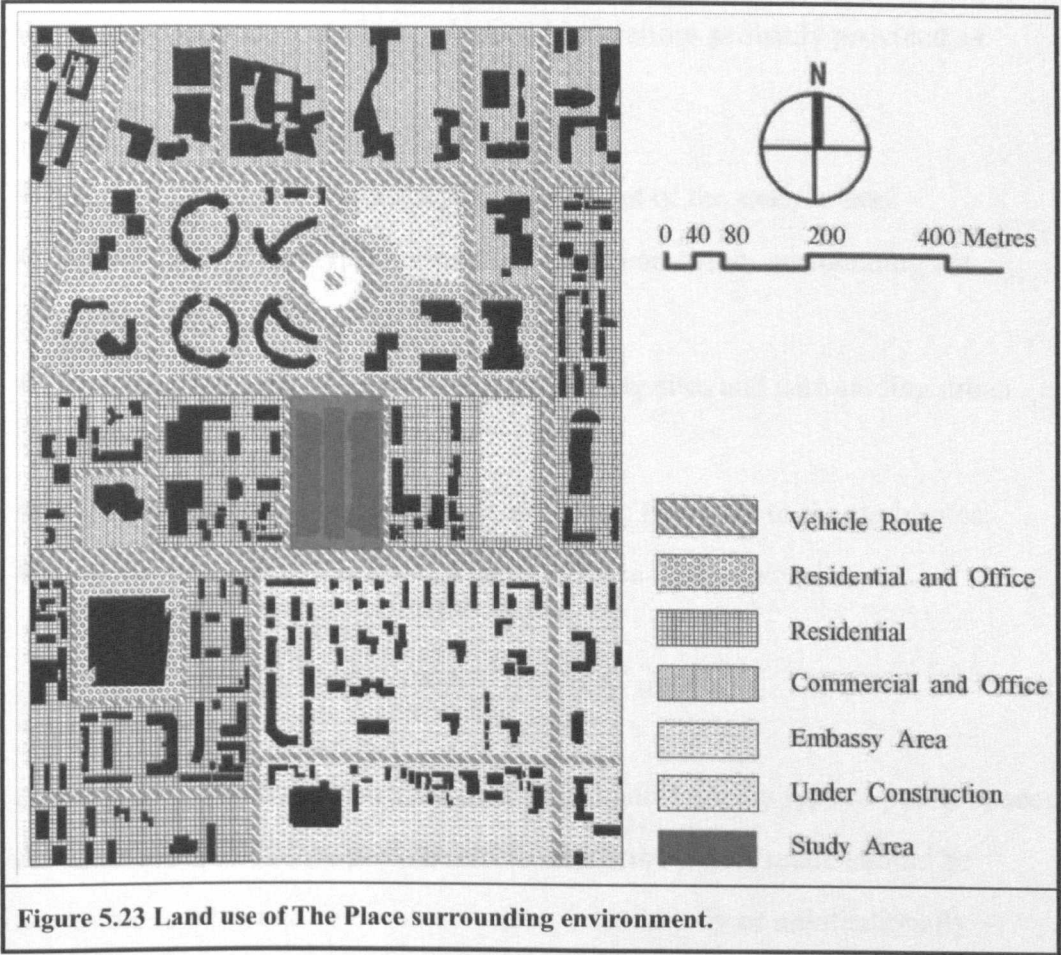 N
0 40 80 200 400 Metres
Vehicle Route
Residential and Office
Residential
Commercial and Office
Embassy Area
Under Construction
Study Area
Figure 5.23 Land use of The Place surrounding environment.